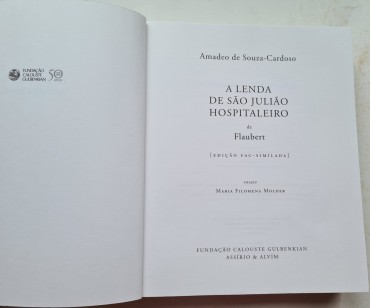 FUNDAÇÃO
CALOUSTE
GULBENKIAN
50
Amadeo de Souza-Cardoso
A LENDA
DE SÃO JULIÃO
HOSPITALEIRO
de
Flaubert
[EDIÇÃO FAC-SIMILADA]
ensaio
MARIA FILOMENA MOLDER
FUNDAÇÃO CALOUSTE GULBENKIAN
ASSÍRIO & ALVIM